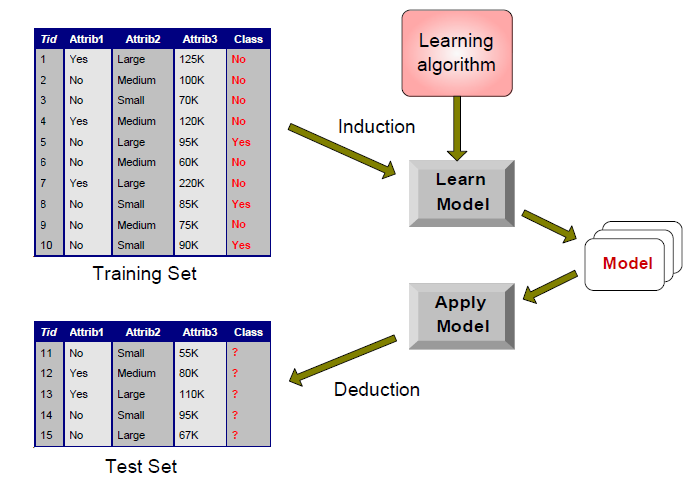 Tid Attrib1 Attrib2 Attrib3 Class
1 Yes Large 125K No
2 No Medium 100K No
3 No Small 70K No
4 Yes Medium 120K No
5 No Large 95K Yes
6 No Medium 60K No
7 Yes Large 220K No
8 No Small 85K Yes
9 No Medium 75K No
10 No Small 90K Yes
Training Set
Learning
algorithm
Induction
Learn
Model
Model
Apply
Model
Deduction
Tid Attrib1 Attrib2 Attrib3 Class
11 No Small 55K ?
12 Yes Medium 80K ?
13 Yes Large 110K ?
14 No Small 95K ?
15 No Large 67K ?
Test Set